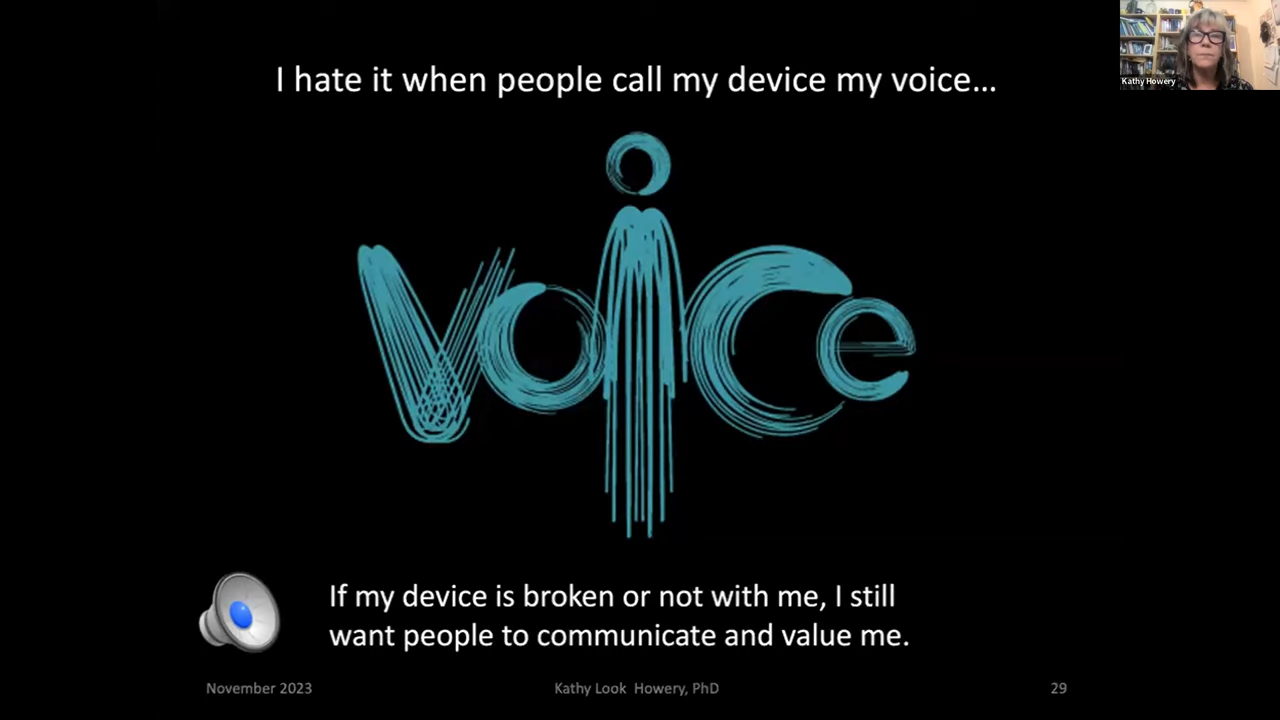 I hate it when people call my device my voice...
Kathy Howery
voice
If my device is broken or not with me, I still
want people to communicate and value me.
November 2023
Kathy Look  Howery, PhD
29